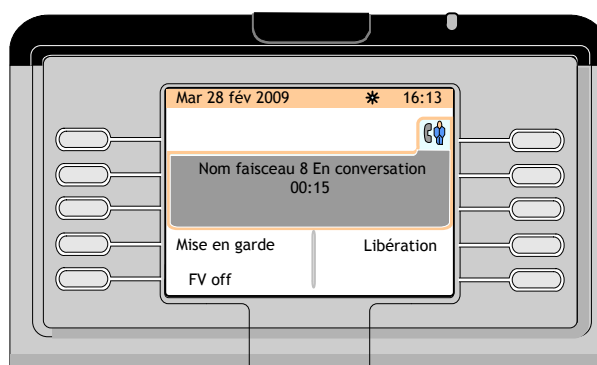 Mar 28 fév 2009 16:13
Nom faisceau 8 En conversation
00:15
Mise en garde Libération
FV off